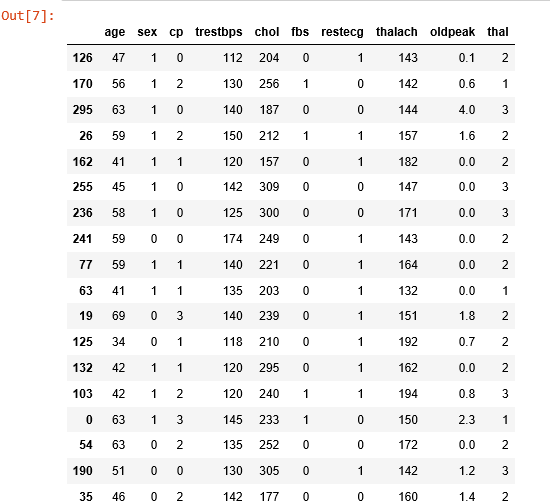 Out[7]:
age sex cp trestbps chol fbs restecg thalach oldpeak thal
126 47 1 0 112 204 0 1 143 0.1 2
170 56 1 2 130 256 1 0 142 0.6 1
295 63 1 0 140 187 0 0 144 4.0 3
26 59 1 2 150 212 1 1 157 1.6 2
162 41 1 1 120 157 0 1 182 0.0 2
255 45 1 0 142 309 0 0 147 0.0 3
236 58 1 0 125 300 0 0 171 0.0 3
241 59 0 0 174 249 0 1 143 0.0 2
77 59 1 1 140 221 0 1 164 0.0 2
63 41 1 1 135 203 0 1 132 0.0 1
19 69 0 3 140 239 0 1 151 1.8 2
125 34 0 1 118 210 0 1 192 0.7 2
132 42 1 1 120 295 0 1 162 0.0 2
103 42 1 2 120 240 1 1 194 0.8 3
0 63 1 3 145 233 1 0 150 2.3 1
54 63 0 2 135 252 0 0 172 0.0 2
190 51 0 0 130 305 0 1 142 1.2 3
35 46 0 2 142 177 0 0 160 1.4 2